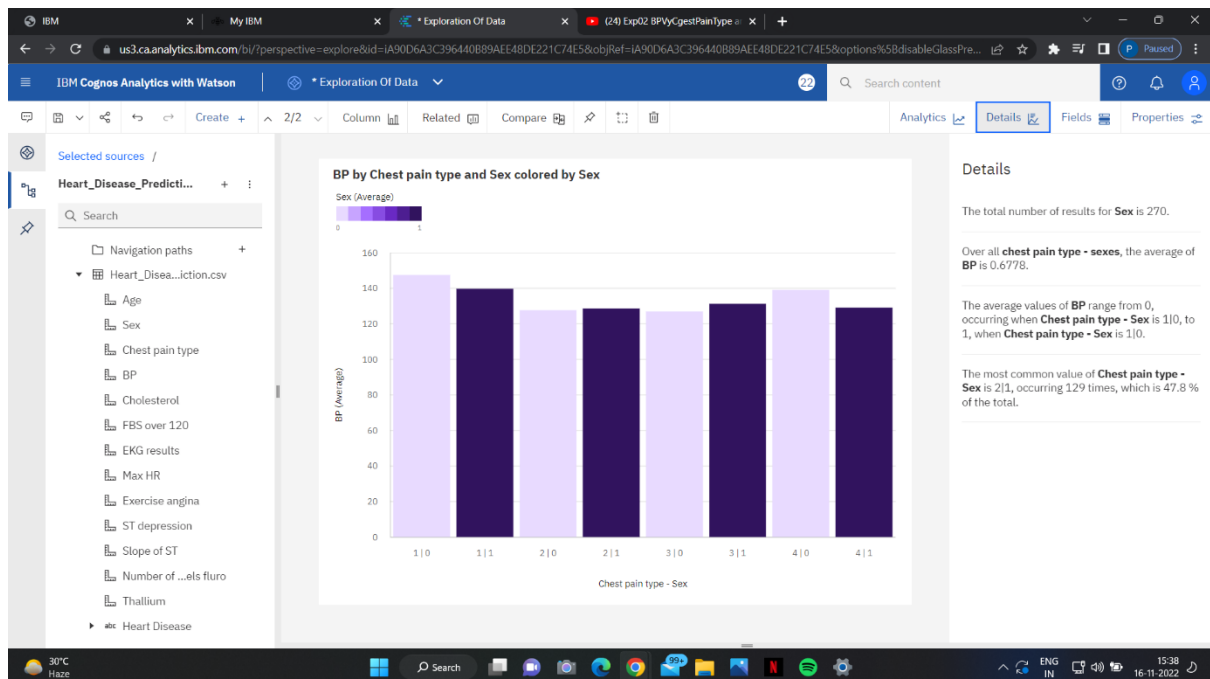 IBM
My IBM
* Exploration Of Data
(24) Exp02 BPVyCgestPainType a
us3.ca.analytics.ibm.com/bi/?perspective=explore&id=iA90D6A3C396440B89AEE48DE221C74E5&objRef=iA90D6A3C396440B89AEE48DE221C74E5&options%5BdisableGlassPre...
P Paused
IBM Cognos Analytics with Watson
* Exploration Of Data
22
Search content
Create +
2/2
Column
Related
Compare
Analytics
Details
Fields
Properties
Selected sources /
Heart_Disease_Predicti...
Search
Navigation paths
Heart_Disea...iction.csv
Age
Sex
Chest pain type
BP
Cholesterol
FBS over 120
EKG results
Max HR
Exercise angina
ST depression
Slope of ST
Number of ...els fluro
Thallium
abc Heart Disease
BP by Chest pain type and Sex colored by Sex
Sex (Average)
0 1
BP (Average)
160
140
120
100
80
60
40
20
0
1|0 1|1 2|0 2|1 3|0 3|1 4|0 4|1
Chest pain type - Sex
Details
The total number of results for Sex is 270.
Over all chest pain type - sexes, the average of
BP is 0.6778.
The average values of BP range from 0,
occurring when Chest pain type - Sex is 1|0, to
1, when Chest pain type - Sex is 1|0.
The most common value of Chest pain type -
Sex is 2|1, occurring 129 times, which is 47.8 %
of the total.
30°C
Haze
Search
99+
N
ENG
IN
15:38
16-11-2022